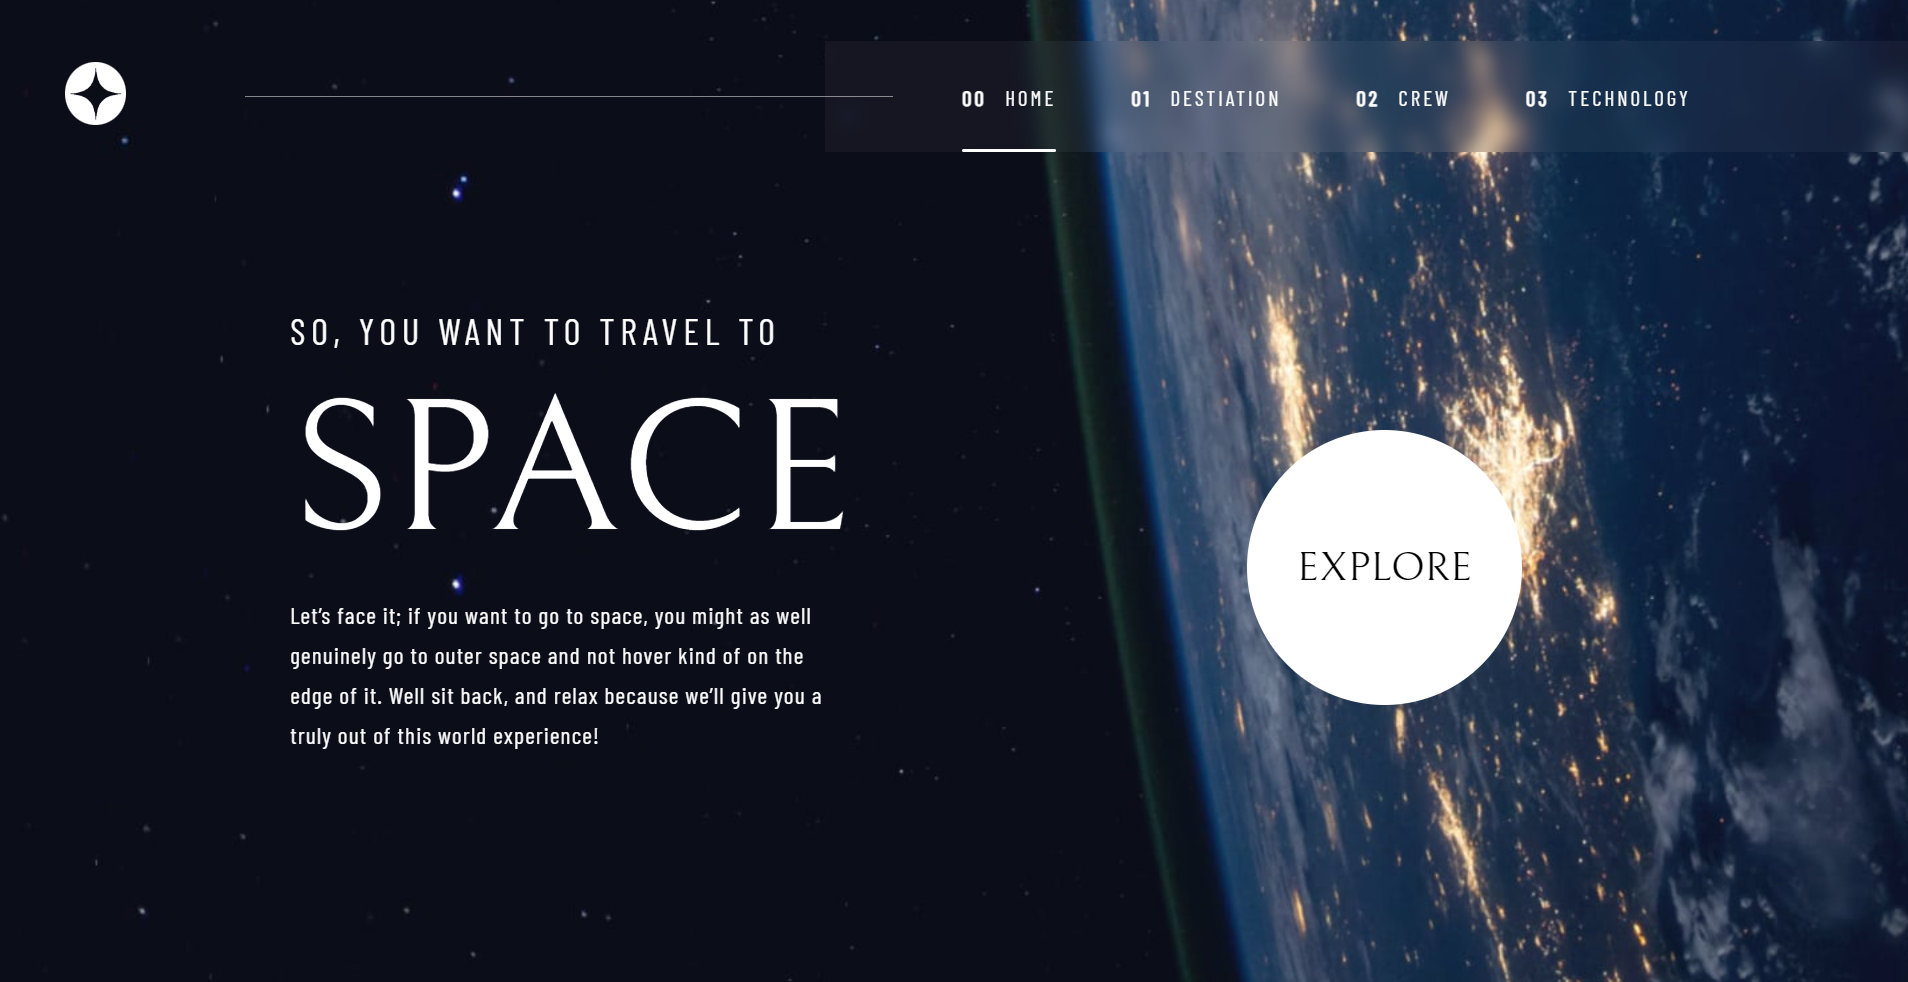 00 HOME 01 DESTIATION 02 CREW 03 TECHNOLOGY
SO, YOU WANT TO TRAVEL TO
SPACE
Let’s face it; if you want to go to space, you might as well
genuinely go to outer space and not hover kind of on the
edge of it. Well sit back, and relax because we’ll give you a
truly out of this world experience!
EXPLORE